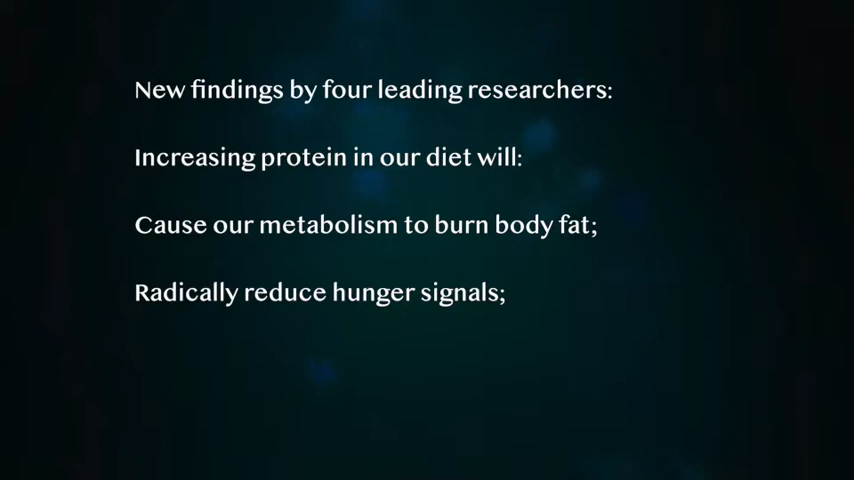 New findings by four leading researchers:
Increasing protein in our diet will:
Cause our metabolism to burn body fat;
Radically reduce hunger signals;